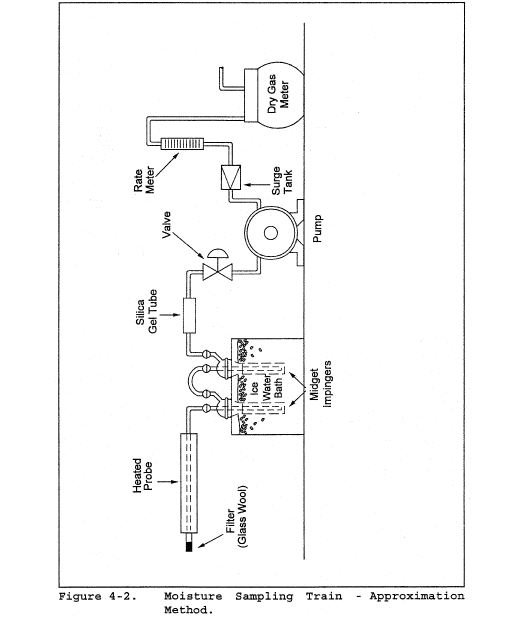 Filter
(Glass Wool)
Heated
Probe
Ice
Water
Bath
Midget
Impingers
Silica
Gel Tube
Valve
Pump
Rate
Meter
Surge
Tank
Dry Gas
Meter
Figure 4-2. Moisture Sampling Train - Approximation
Method.